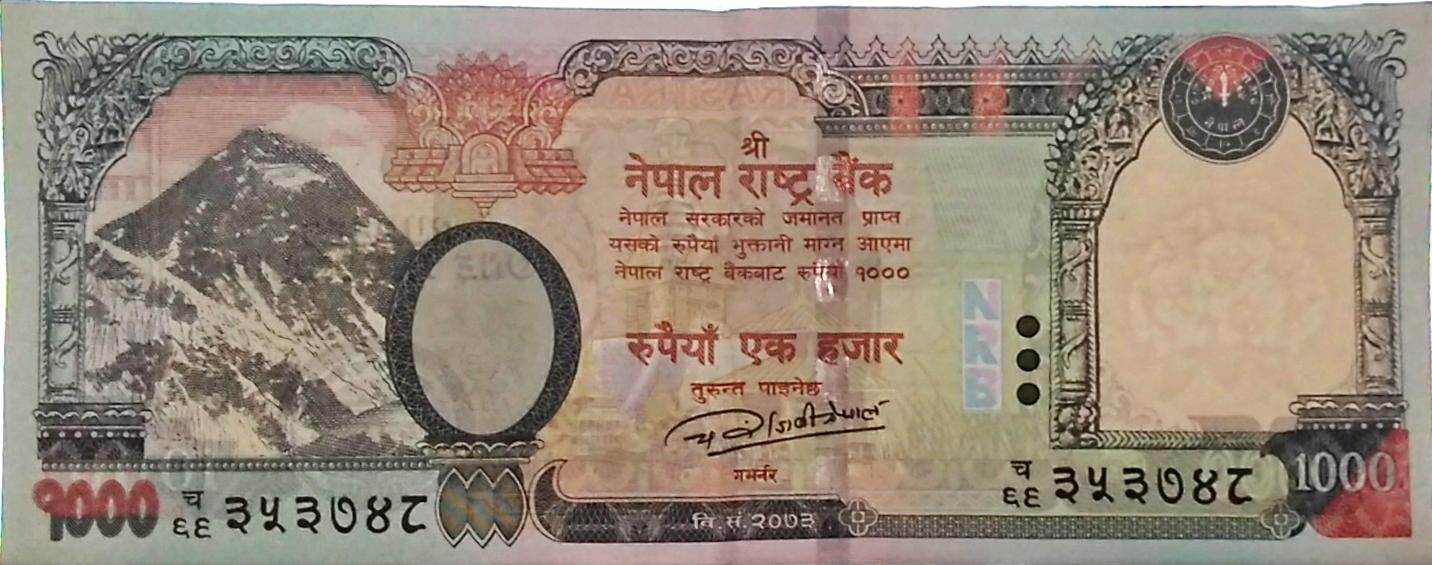 श्री
नेपाल राष्ट्र बैंक
नेपाल सरकारको जमानत प्राप्त
यसको रुपैयाँ भुक्तानी माग्न आएमा
नेपाल राष्ट्र बैंकबाट रुपैयाँ १०००
रुपैयाँ एक हजार
तुरुन्त पाइनेछ
गभर्नर
NRB
च
६६ ३५३७४८
च
६६ ३५३७४८
१०००
1000
वि.सं.२०७३
नेपाल